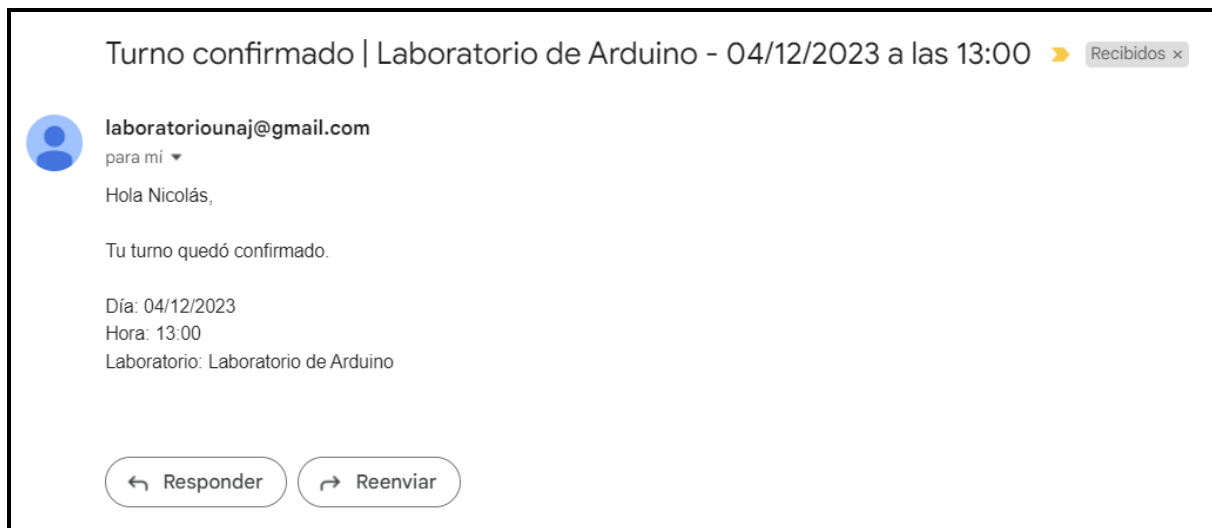 Turno confirmado | Laboratorio de Arduino - 04/12/2023 a las 13:00
Recibidos ×
laboratoriounaj@gmail.com
para mí
Hola Nicolás,
Tu turno quedó confirmado.
Día: 04/12/2023
Hora: 13:00
Laboratorio: Laboratorio de Arduino
Responder
Reenviar